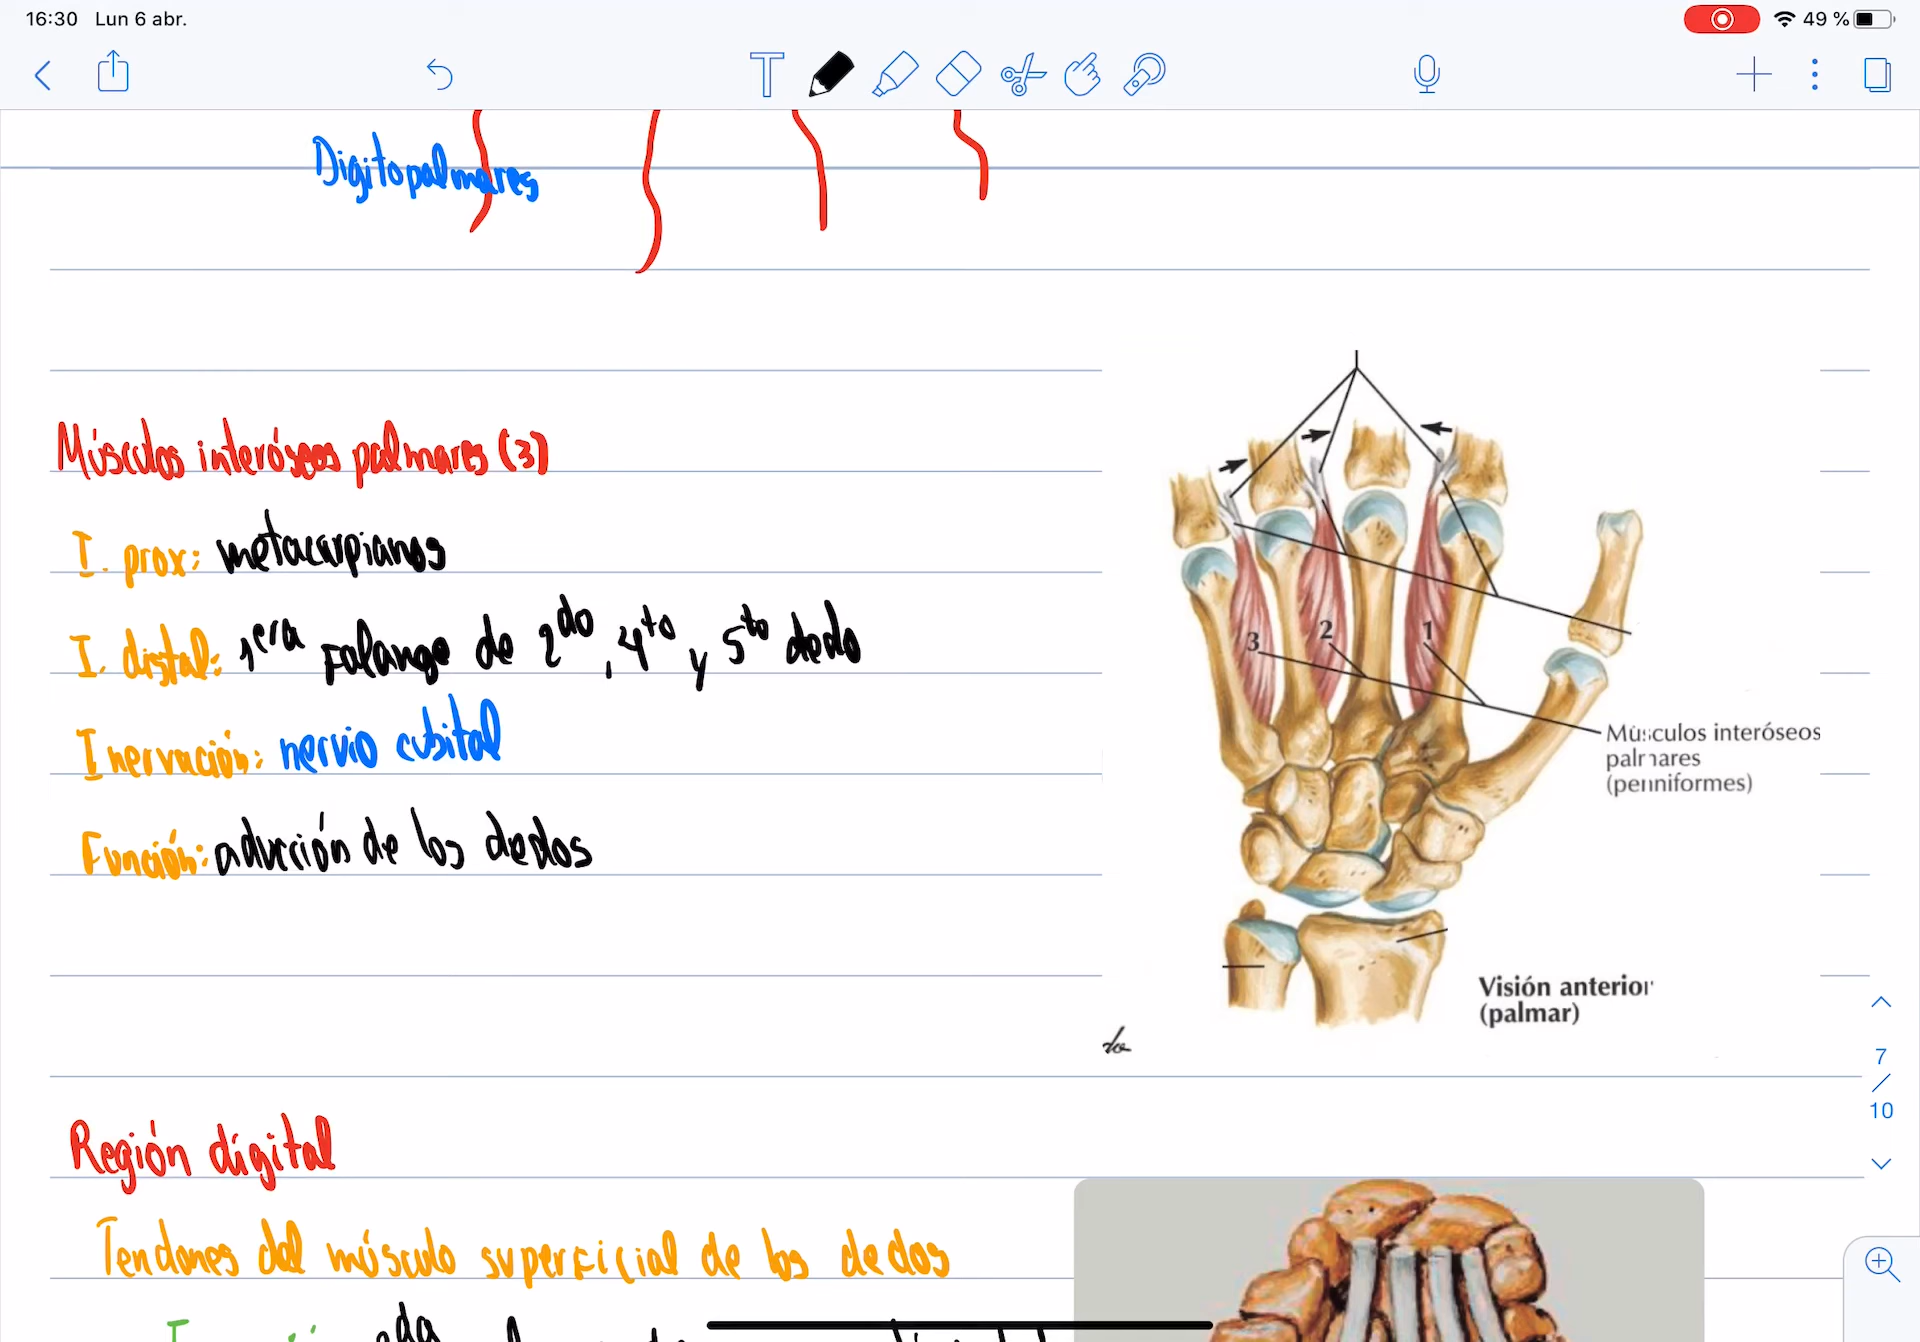 16:30 Lun 6 abr. 49 %
Digitopalmares
Músculos interóseos palmares (3)
I. prox: metacarpianos
I. distal: 1era falange de 2do, 4to y 5to dedo
Inervación: nervio cubital
Función: aducción de los dedos
3 2 1
Músculos interóseos
palmares
(penniformes)
Visión anterior
(palmar)
7
/
10
Región digital
Tendones del músculo superficial de los dedos